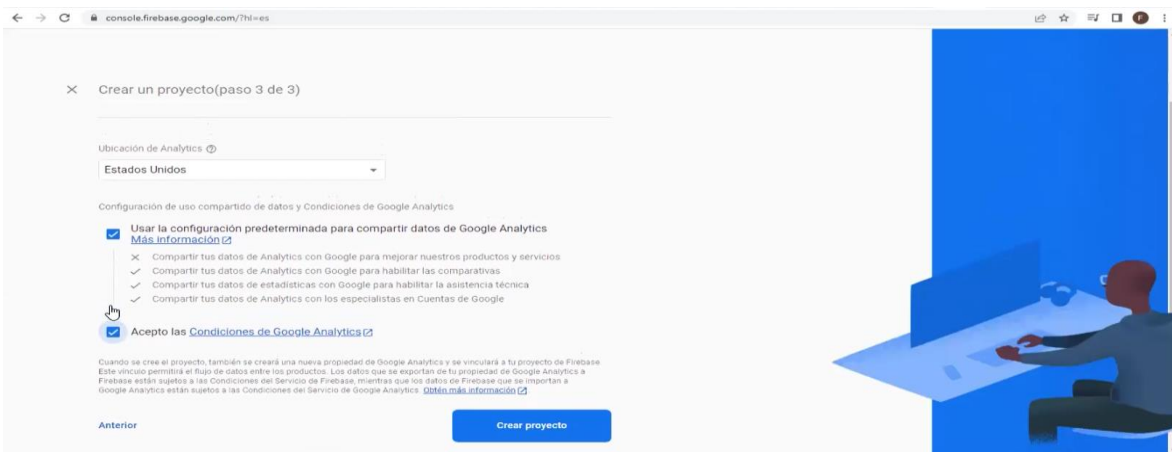 console.firebase.google.com/?hl=es
F
Crear un proyecto(paso 3 de 3)
Ubicación de Analytics
Estados Unidos
Configuración de uso compartido de datos y Condiciones de Google Analytics
Usar la configuración predeterminada para compartir datos de Google Analytics
Más información
Compartir tus datos de Analytics con Google para mejorar nuestros productos y servicios
Compartir tus datos de Analytics con Google para habilitar las comparativas
Compartir tus datos de estadísticas con Google para habilitar la asistencia técnica
Compartir tus datos de Analytics con los especialistas en Cuentas de Google
Acepto las Condiciones de Google Analytics
Cuando se cree el proyecto, también se creará una nueva propiedad de Google Analytics y se vinculará a tu proyecto de Firebase.
Este vínculo permitirá el flujo de datos entre los productos. Los datos que se exportan de tu propiedad de Google Analytics a
Firebase están sujetos a las Condiciones del Servicio de Firebase, mientras que los datos de Firebase que se importan a
Google Analytics están sujetos a las Condiciones del Servicio de Google Analytics. Obtén más información
Anterior
Crear proyecto